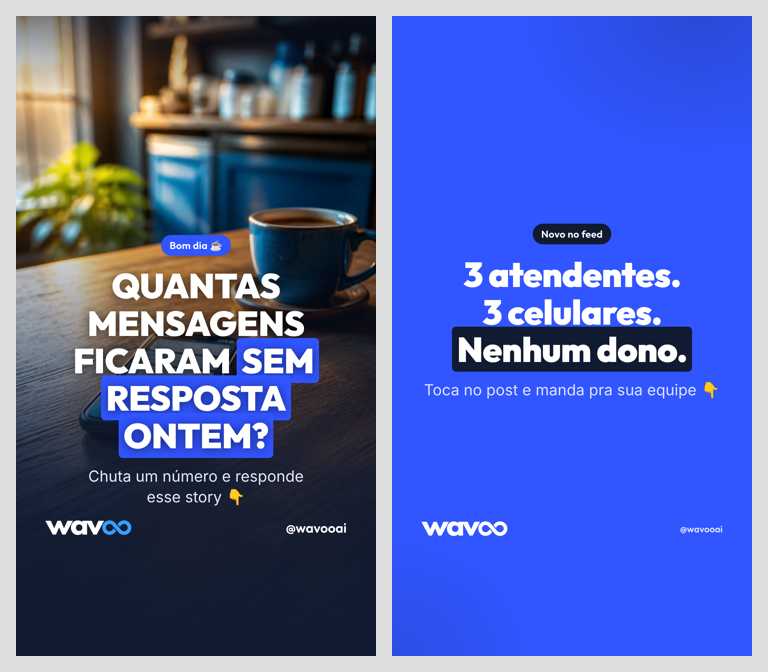 Bom dia ☕
QUANTAS
MENSAGENS
FICARAM SEM
RESPOSTA
ONTEM?
Chuta um número e responde
esse story 👇
wavoo
@wavooai
Novo no feed
3 atendentes.
3 celulares.
Nenhum dono.
Toca no post e manda pra sua equipe 👇
wavoo
@wavooai